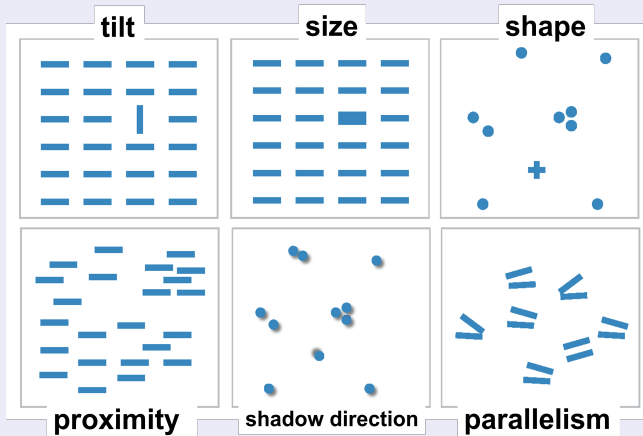 tilt
size
shape
proximity
shadow direction
parallelism